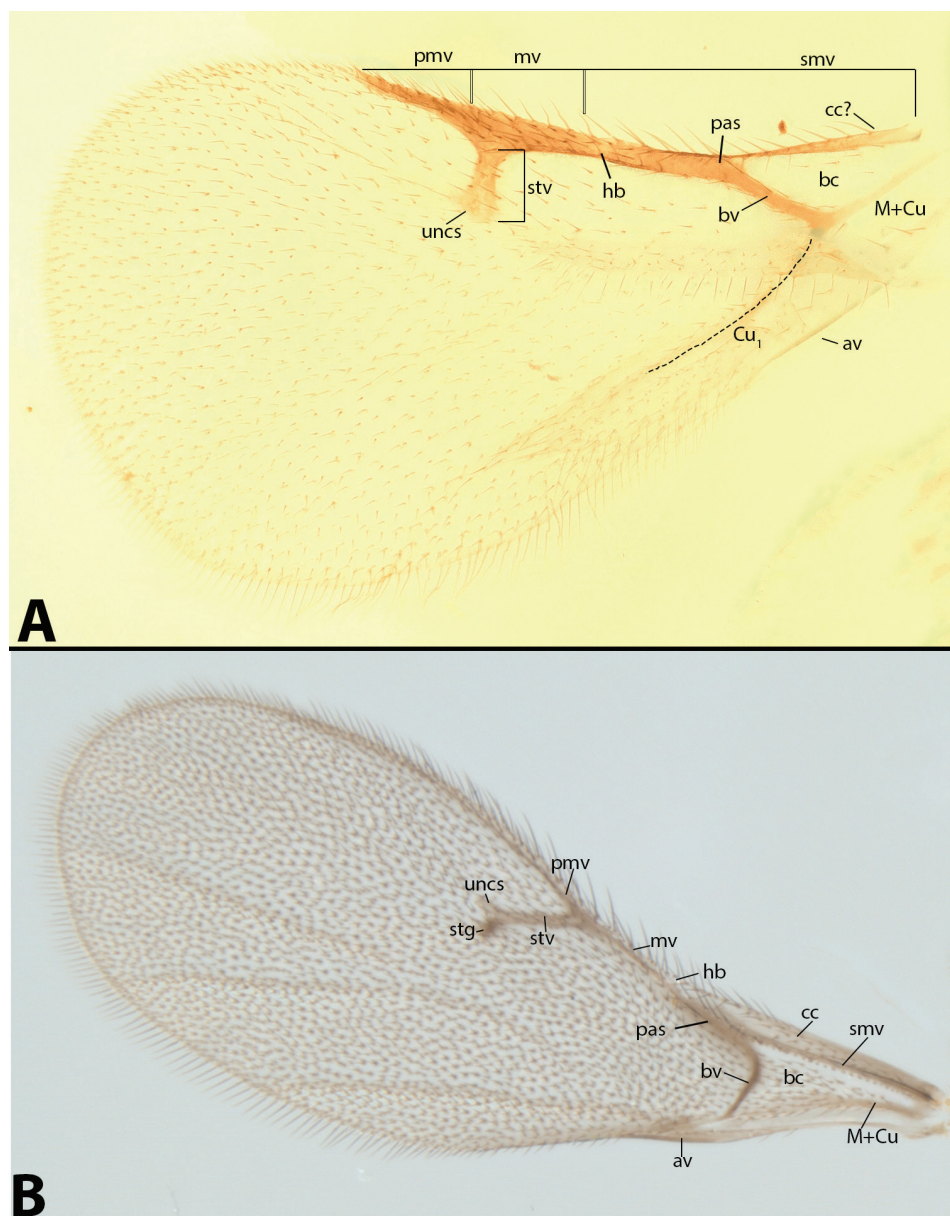 pmv mv smv
cc?
pas
bc
stv
hb
bv
M+Cu
uncs
Cu1
av
A
pmv
uncs
stg
stv
mv
hb
cc
pas
smv
bv
bc
M+Cu
av
B